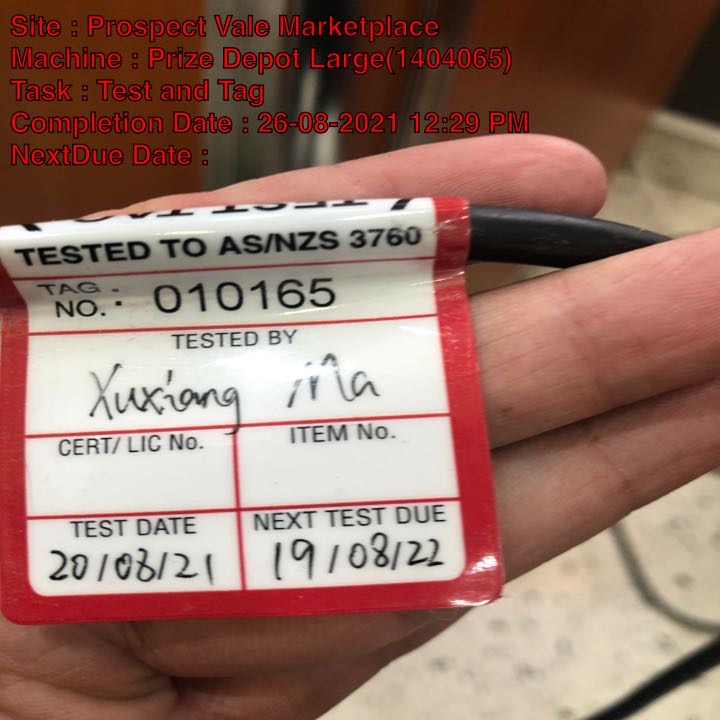 Site : Prospect Vale Marketplace
Machine : Prize Depot Large(1404065)
Task : Test and Tag
Completion Date : 26-08-2021 12:29 PM
NextDue Date :
TESTED TO AS/NZS 3760
TAG NO. : 010165
TESTED BY
Xuxiang Ma
CERT/ LIC No.
ITEM No.
TEST DATE
NEXT TEST DUE
20/08/21
19/08/22